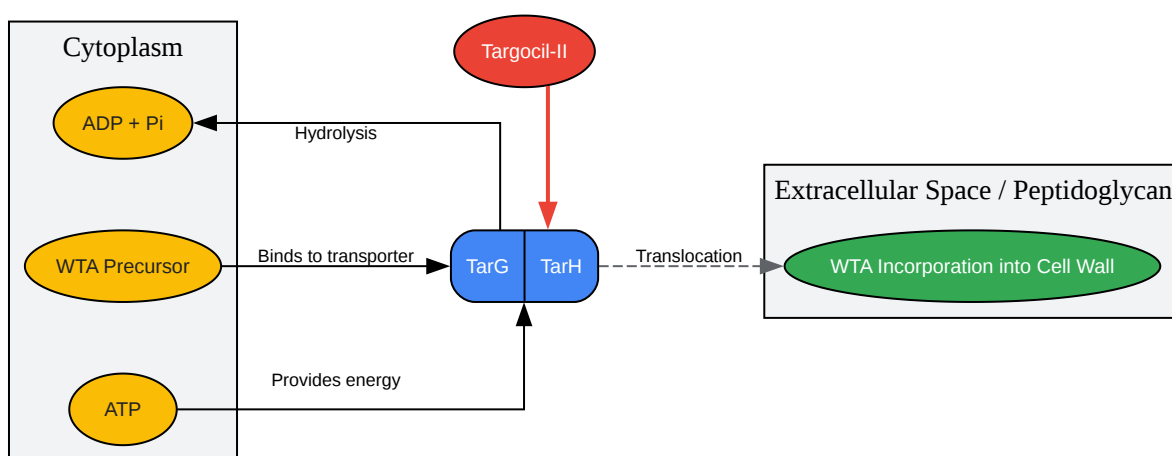 Cytoplasm
Targocil-II
ADP + Pi
Hydrolysis
Extracellular Space / Peptidoglycan
WTA Precursor
Binds to transporter
TarG
TarH
Translocation
WTA Incorporation into Cell Wall
Provides energy
ATP